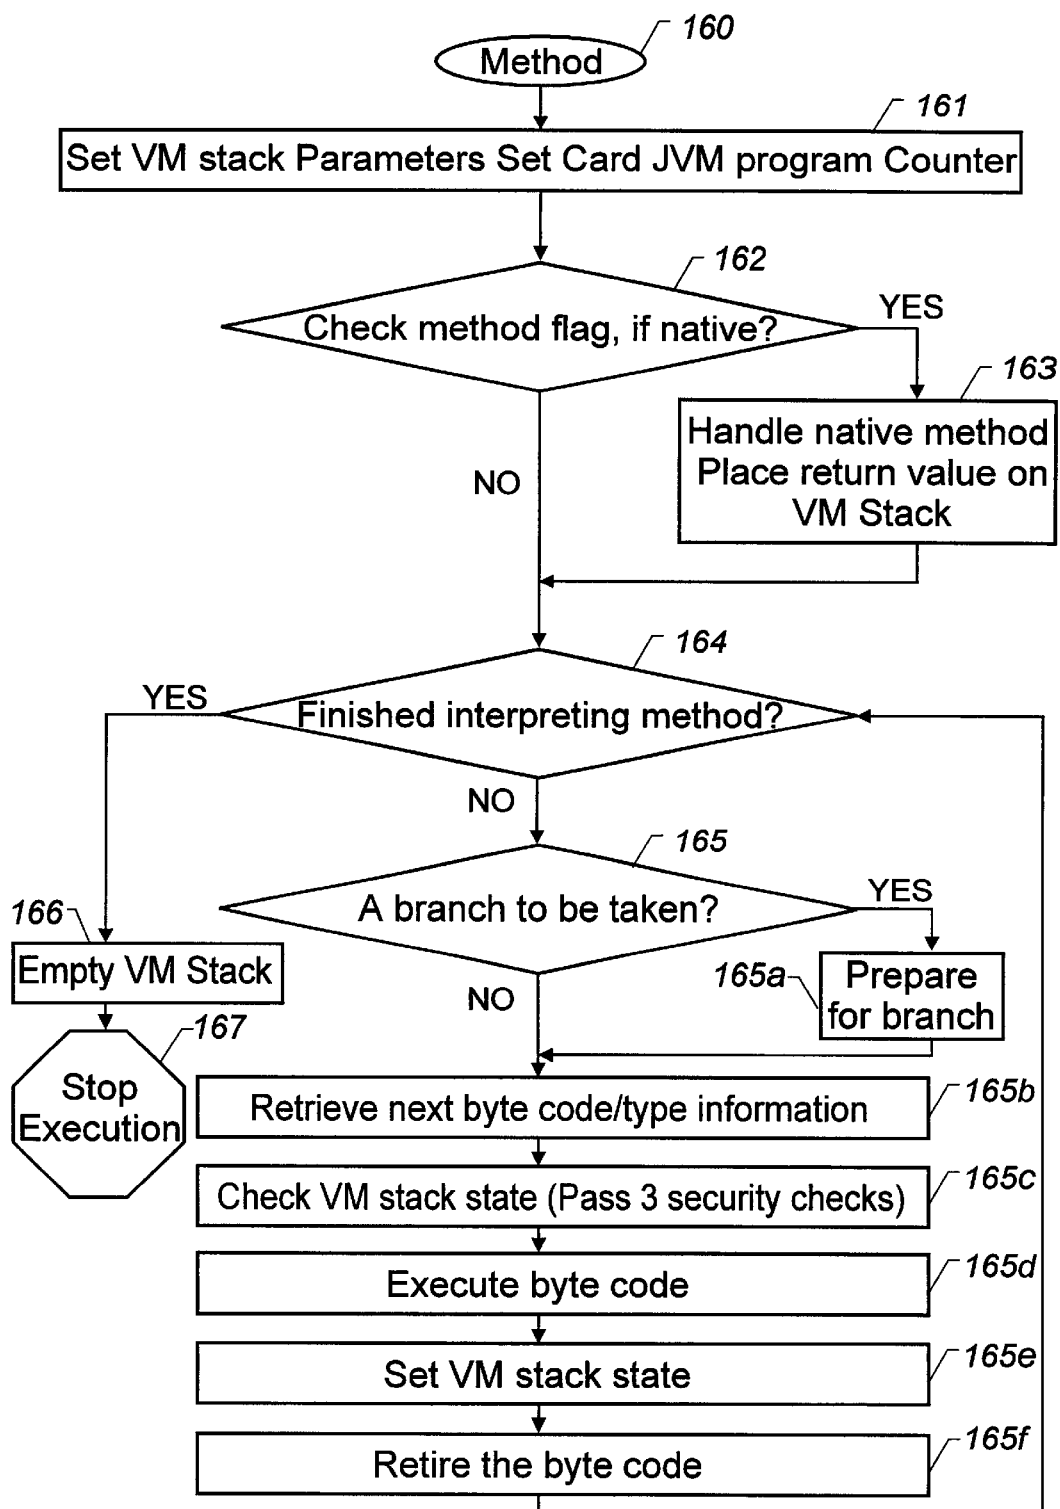 160
Method
161
Set VM stack Parameters Set Card JVM program Counter
162
Check method flag, if native?
YES
163
Handle native method
Place return value on
VM Stack
NO
164
YES
Finished interpreting method?
NO
165
A branch to be taken?
YES
166
Empty VM Stack
165a
Prepare
for branch
NO
167
Stop
Execution
165b
Retrieve next byte code/type information
165c
Check VM stack state (Pass 3 security checks)
165d
Execute byte code
165e
Set VM stack state
165f
Retire the byte code